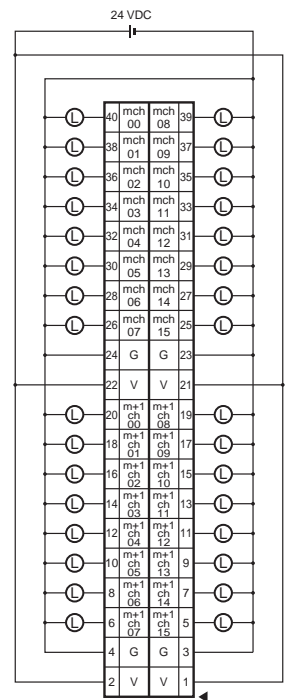 24 VDC
40 mch 00 mch 08 39
L L
38 mch 01 mch 09 37
L L
36 mch 02 mch 10 35
L L
34 mch 03 mch 11 33
L L
32 mch 04 mch 12 31
L L
30 mch 05 mch 13 29
L L
28 mch 06 mch 14 27
L L
26 mch 07 mch 15 25
L L
24 G G 23
22 V V 21
20 m+1 ch 00 m+1 ch 08 19
L L
18 m+1 ch 01 m+1 ch 09 17
L L
16 m+1 ch 02 m+1 ch 10 15
L L
14 m+1 ch 03 m+1 ch 11 13
L L
12 m+1 ch 04 m+1 ch 12 11
L L
10 m+1 ch 05 m+1 ch 13 9
L L
8 m+1 ch 06 m+1 ch 14 7
L L
6 m+1 ch 07 m+1 ch 15 5
L L
4 G G 3
2 V V 1